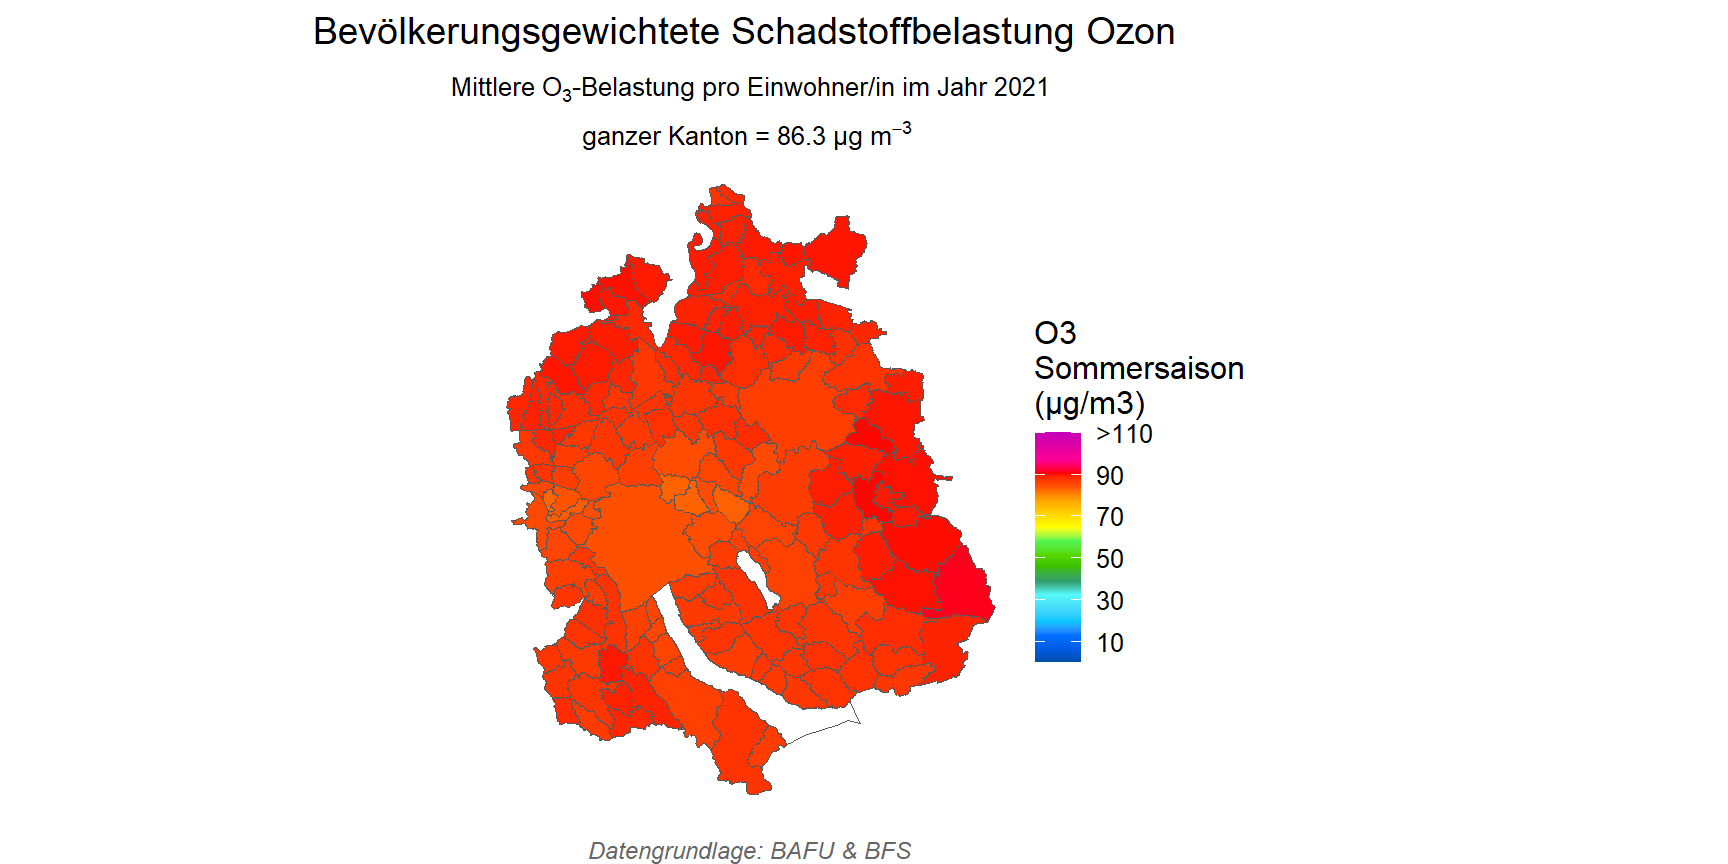 Bevölkerungsgewichtete Schadstoffbelastung Ozon
Mittlere O₃-Belastung pro Einwohner/in im Jahr 2021
ganzer Kanton = 86.3 µg m⁻³
O3
Sommersaison
(µg/m3)
>110
90
70
50
30
10
Datengrundlage: BAFU & BFS